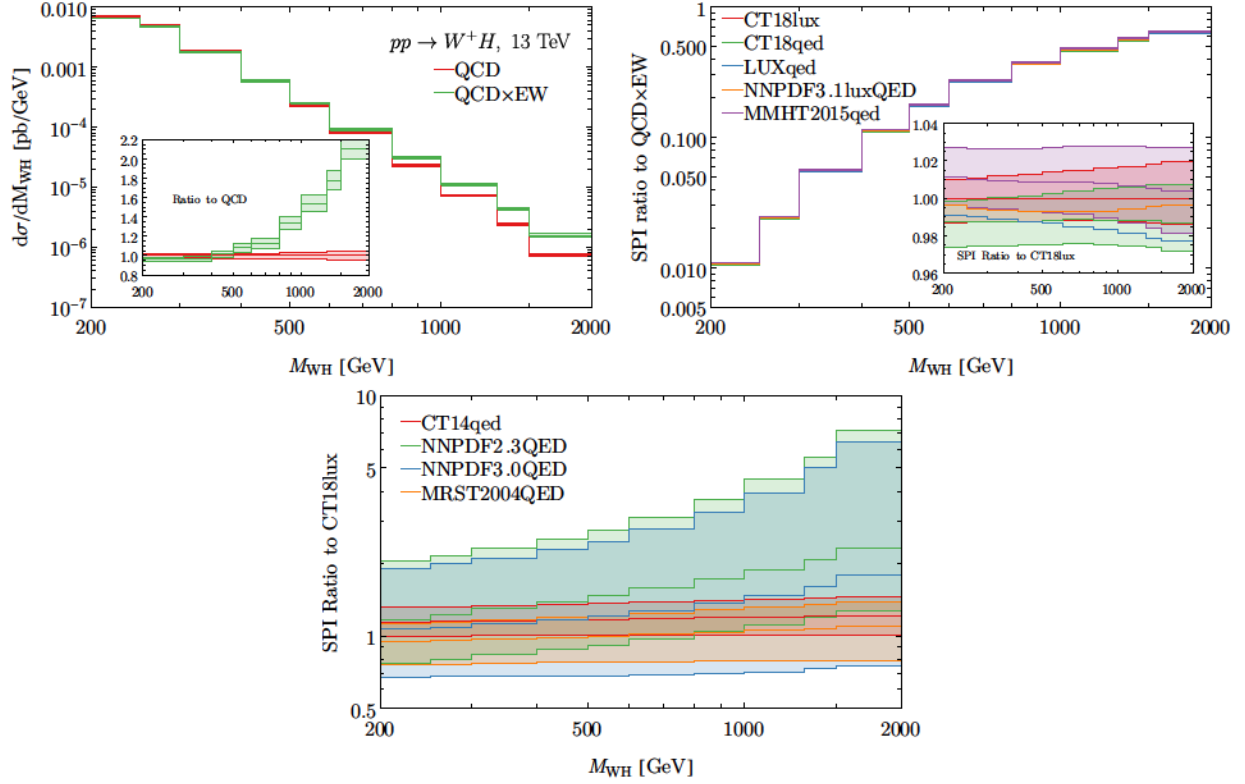 0.010
0.001
10⁻⁴
10⁻⁵
10⁻⁶
10⁻⁷
dσ/dM_WH [pb/GeV]
pp → W⁺H, 13 TeV
QCD
QCD×EW
2.2
2.0
1.8
1.6
1.4
1.2
1.0
0.8
Ratio to QCD
200 500 1000 2000
200 500 1000 2000
M_WH [GeV]
1
0.500
0.100
0.050
0.010
0.005
SPI ratio to QCD×EW
CT18lux
CT18qed
LUXqed
NNPDF3.1luxQED
MMHT2015qed
1.04
1.02
1.00
0.98
0.96
SPI Ratio to CT18lux
200 500 1000 2000
200 500 1000 2000
M_WH [GeV]
10
5
1
0.5
SPI Ratio to CT18lux
CT14qed
NNPDF2.3QED
NNPDF3.0QED
MRST2004QED
200 500 1000 2000
M_WH [GeV]